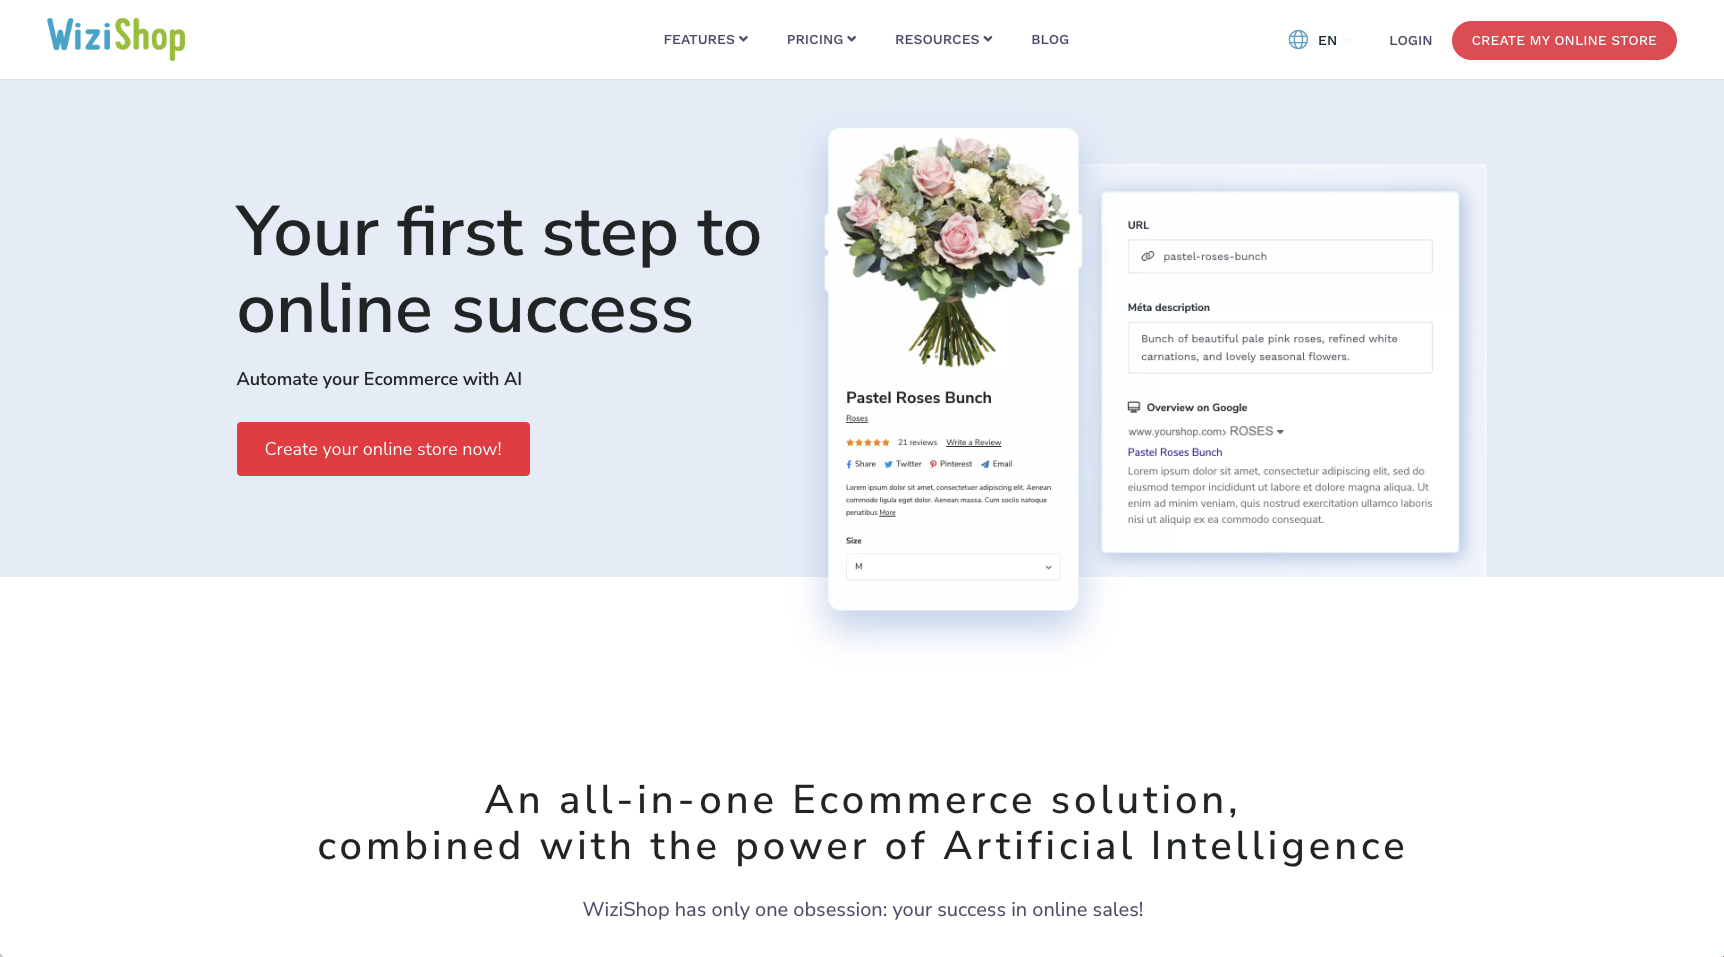 WiziShop
FEATURES
PRICING
RESOURCES
BLOG
EN
LOGIN
CREATE MY ONLINE STORE
Your first step to
online success
Automate your Ecommerce with AI
Create your online store now!
Pastel Roses Bunch
Roses
21 reviews Write a Review
Share Twitter Pinterest Email
Lorem ipsum dolor sit amet, consectetuer adipiscing elit. Aenean
commodo ligula eget dolor. Aenean massa. Cum sociis natoque
penatibus More
Size
M
URL
pastel-roses-bunch
Méta description
Bunch of beautiful pale pink roses, refined white
carnations, and lovely seasonal flowers.
Overview on Google
www.yourshop.com› ROSES
Pastel Roses Bunch
Lorem ipsum dolor sit amet, consectetur adipiscing elit, sed do
eiusmod tempor incididunt ut labore et dolore magna aliqua. Ut
enim ad minim veniam, quis nostrud exercitation ullamco laboris
nisi ut aliquip ex ea commodo consequat.
An all-in-one Ecommerce solution,
combined with the power of Artificial Intelligence
WiziShop has only one obsession: your success in online sales!